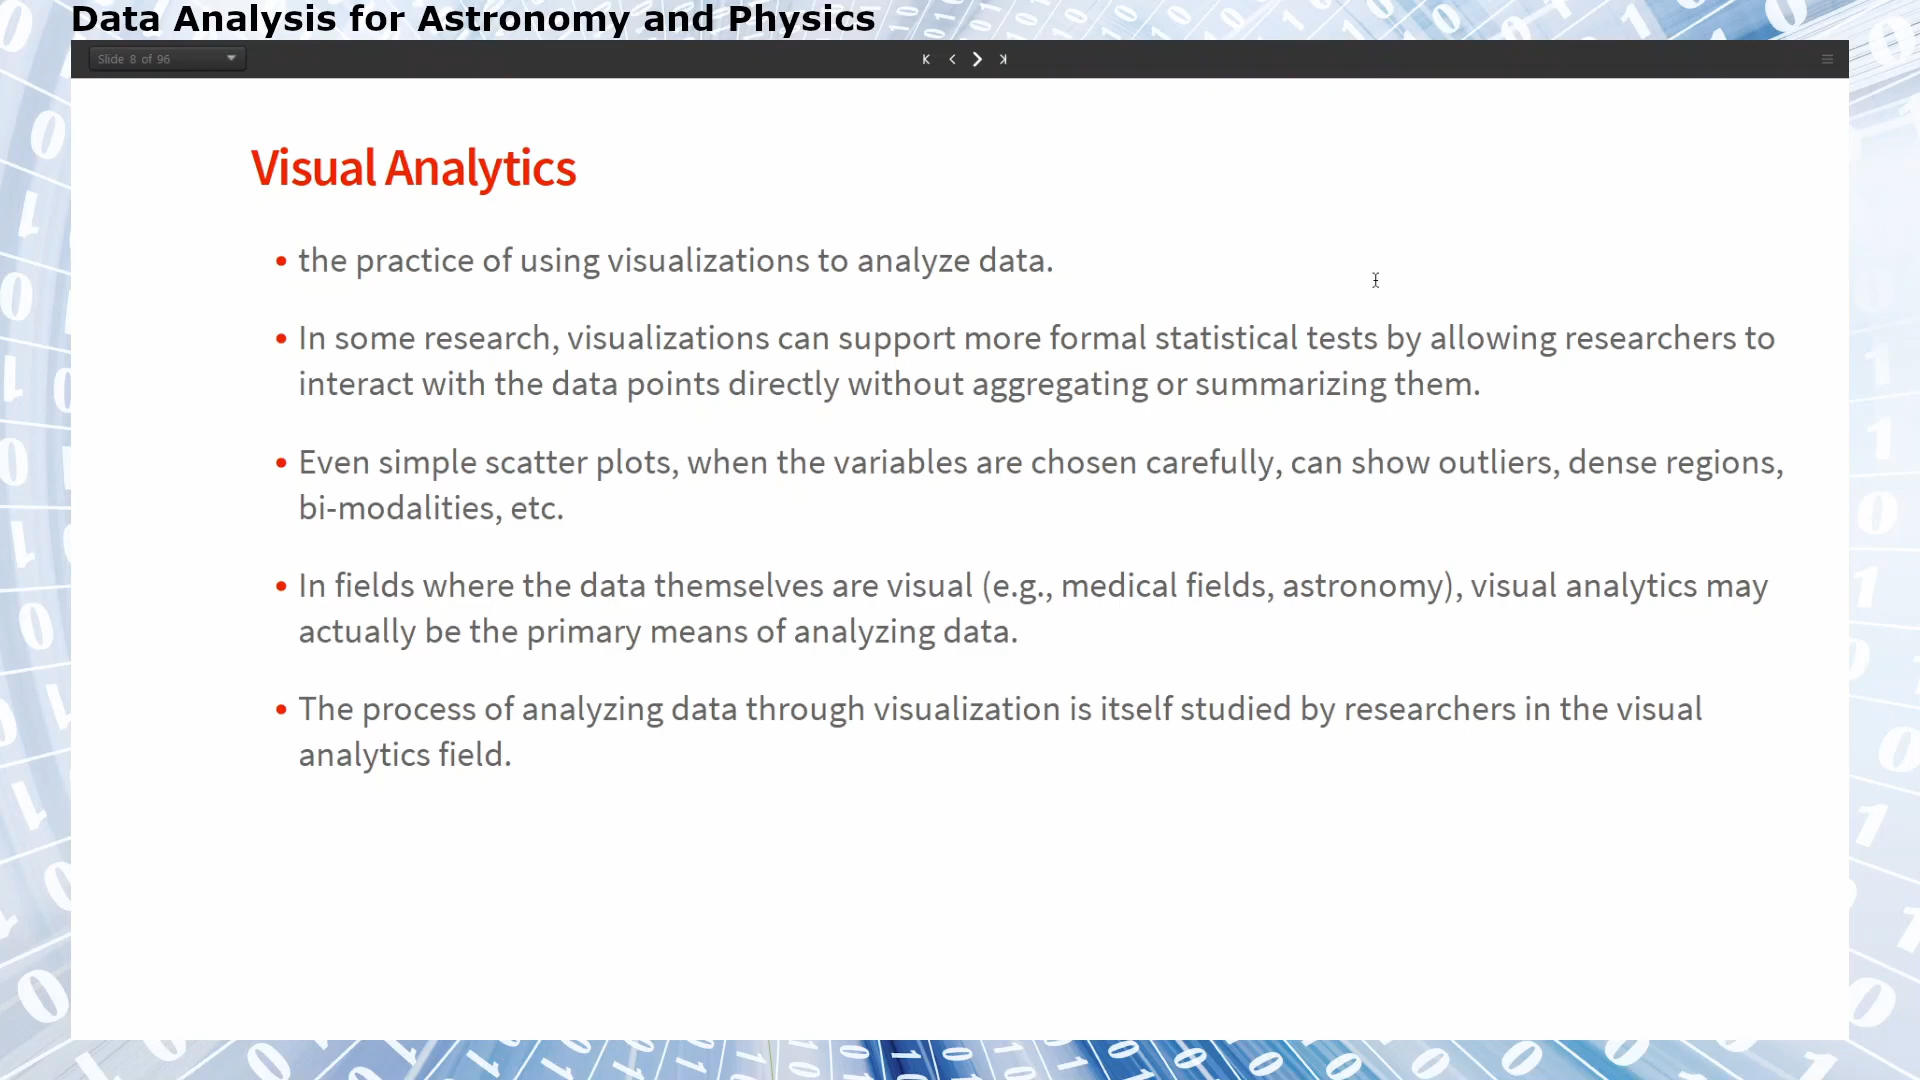 Data Analysis for Astronomy and Physics
Slide 8 of 96
Visual Analytics
• the practice of using visualizations to analyze data.
• In some research, visualizations can support more formal statistical tests by allowing researchers to
interact with the data points directly without aggregating or summarizing them.
• Even simple scatter plots, when the variables are chosen carefully, can show outliers, dense regions,
bi-modalities, etc.
• In fields where the data themselves are visual (e.g., medical fields, astronomy), visual analytics may
actually be the primary means of analyzing data.
• The process of analyzing data through visualization is itself studied by researchers in the visual
analytics field.